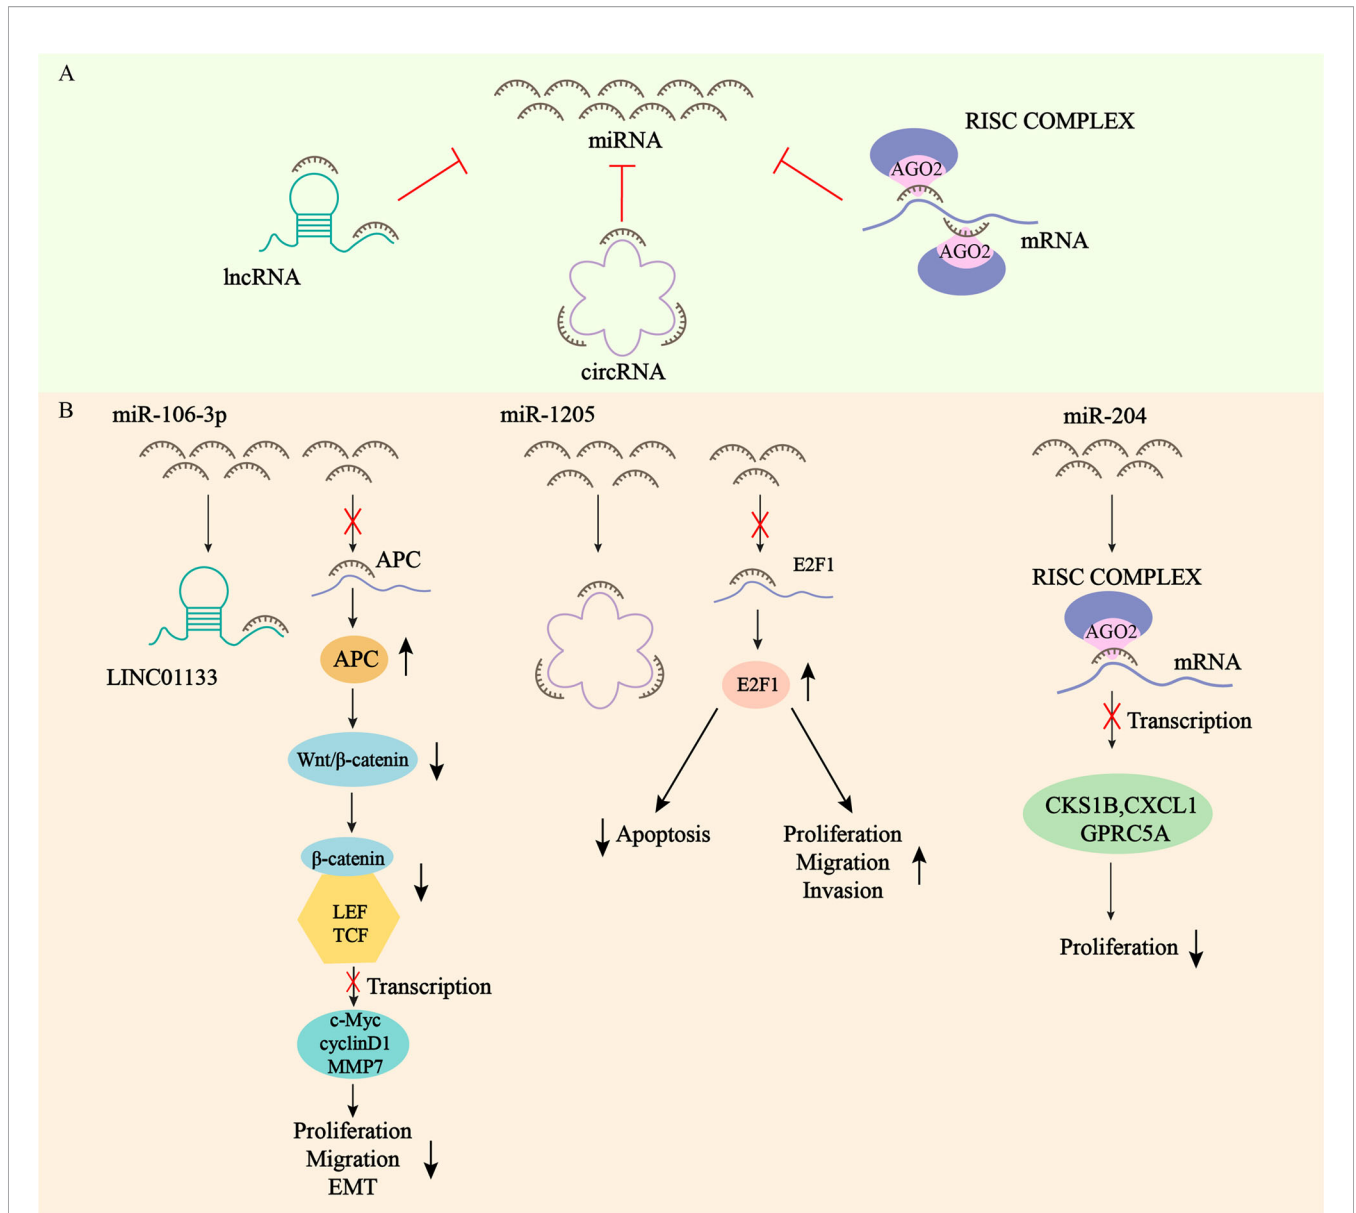 A
miRNA
RISC COMPLEX
AGO2
mRNA
AGO2
lncRNA
circRNA
B
miR-106-3p
APC
LINC01133
APC
Wnt/β-catenin
β-catenin
LEF
TCF
Transcription
c-Myc
cyclinD1
MMP7
Proliferation
Migration
EMT
miR-1205
E2F1
E2F1
Apoptosis
Proliferation
Migration
Invasion
miR-204
RISC COMPLEX
AGO2
mRNA
Transcription
CKS1B,CXCL1
GPRC5A
Proliferation